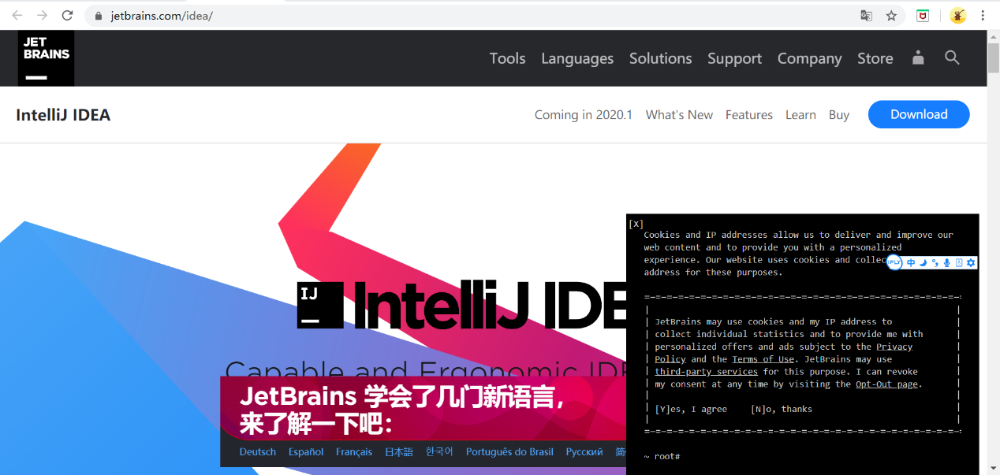 jetbrains.com/idea/
JET
BRAINS
Tools Languages Solutions Support Company Store
IntelliJ IDEA
Coming in 2020.1 What's New Features Learn Buy Download
IJ IntelliJ IDE
Capable and Ergonomic IDE
JetBrains 学会了几门新语言，
来了解一下吧：
Deutsch Español Français 日本語 한국어 Português do Brasil Русский 简
[X]
Cookies and IP addresses allow us to deliver and improve our
web content and to provide you with a personalized
experience. Our website uses cookies and collec
iFLY 中
address for these purposes.
JetBrains may use cookies and my IP address to
collect individual statistics and to provide me with
personalized offers and ads subject to the Privacy
Policy and the Terms of Use. JetBrains may use
third-party services for this purpose. I can revoke
my consent at any time by visiting the Opt-Out page.
[Y]es, I agree [N]o, thanks
~ root#